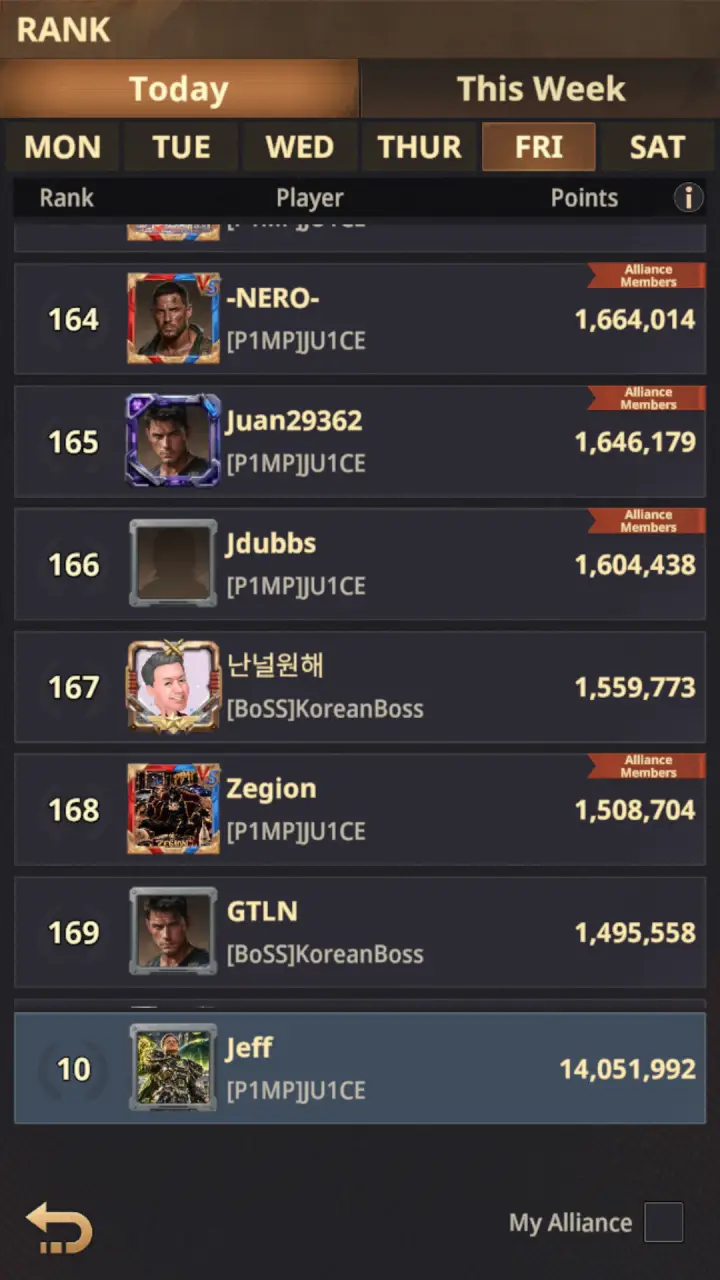 RANK
Today
This Week
MON TUE WED THUR FRI SAT
Rank Player Points i
164
-NERO-
[P1MP]JU1CE
Alliance
Members
1,664,014
165
Juan29362
[P1MP]JU1CE
Alliance
Members
1,646,179
166
Jdubbs
[P1MP]JU1CE
Alliance
Members
1,604,438
167
난널원해
[BoSS]KoreanBoss
1,559,773
168
Zegion
[P1MP]JU1CE
Alliance
Members
1,508,704
169
GTLN
[BoSS]KoreanBoss
1,495,558
10
Jeff
[P1MP]JU1CE
14,051,992
My Alliance